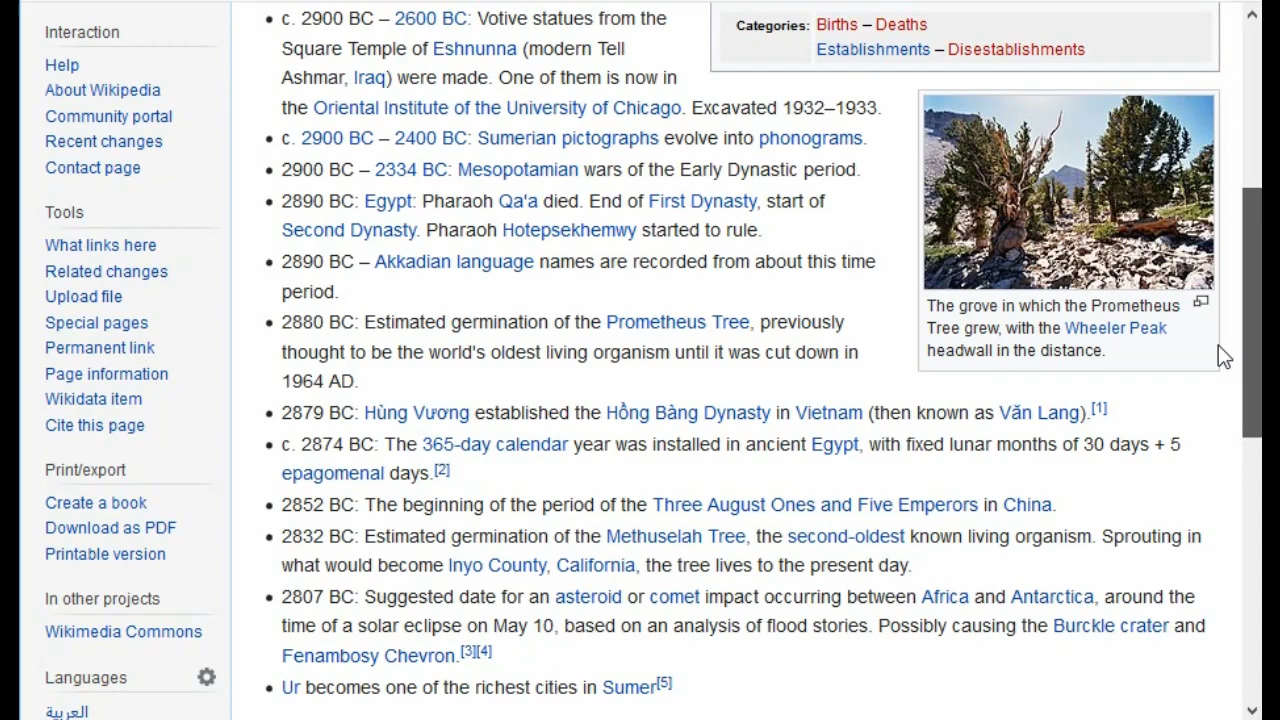 Interaction
Help
About Wikipedia
Community portal
Recent changes
Contact page
Tools
What links here
Related changes
Upload file
Special pages
Permanent link
Page information
Wikidata item
Cite this page
Print/export
Create a book
Download as PDF
Printable version
In other projects
Wikimedia Commons
Languages
العربية
• c. 2900 BC – 2600 BC: Votive statues from the
Square Temple of Eshnunna (modern Tell
Ashmar, Iraq) were made. One of them is now in
the Oriental Institute of the University of Chicago. Excavated 1932–1933.
• c. 2900 BC – 2400 BC: Sumerian pictographs evolve into phonograms.
• 2900 BC – 2334 BC: Mesopotamian wars of the Early Dynastic period.
• 2890 BC: Egypt: Pharaoh Qa'a died. End of First Dynasty, start of
Second Dynasty. Pharaoh Hotepsekhemwy started to rule.
• 2890 BC – Akkadian language names are recorded from about this time
period.
• 2880 BC: Estimated germination of the Prometheus Tree, previously
thought to be the world's oldest living organism until it was cut down in
1964 AD.
• 2879 BC: Hùng Vương established the Hồng Bàng Dynasty in Vietnam (then known as Văn Lang).[1]
• c. 2874 BC: The 365-day calendar year was installed in ancient Egypt, with fixed lunar months of 30 days + 5
epagomenal days.[2]
• 2852 BC: The beginning of the period of the Three August Ones and Five Emperors in China.
• 2832 BC: Estimated germination of the Methuselah Tree, the second-oldest known living organism. Sprouting in
what would become Inyo County, California, the tree lives to the present day.
• 2807 BC: Suggested date for an asteroid or comet impact occurring between Africa and Antarctica, around the
time of a solar eclipse on May 10, based on an analysis of flood stories. Possibly causing the Burckle crater and
Fenambosy Chevron.[3][4]
• Ur becomes one of the richest cities in Sumer[5]
Categories: Births – Deaths
Establishments – Disestablishments
The grove in which the Prometheus
Tree grew, with the Wheeler Peak
headwall in the distance.